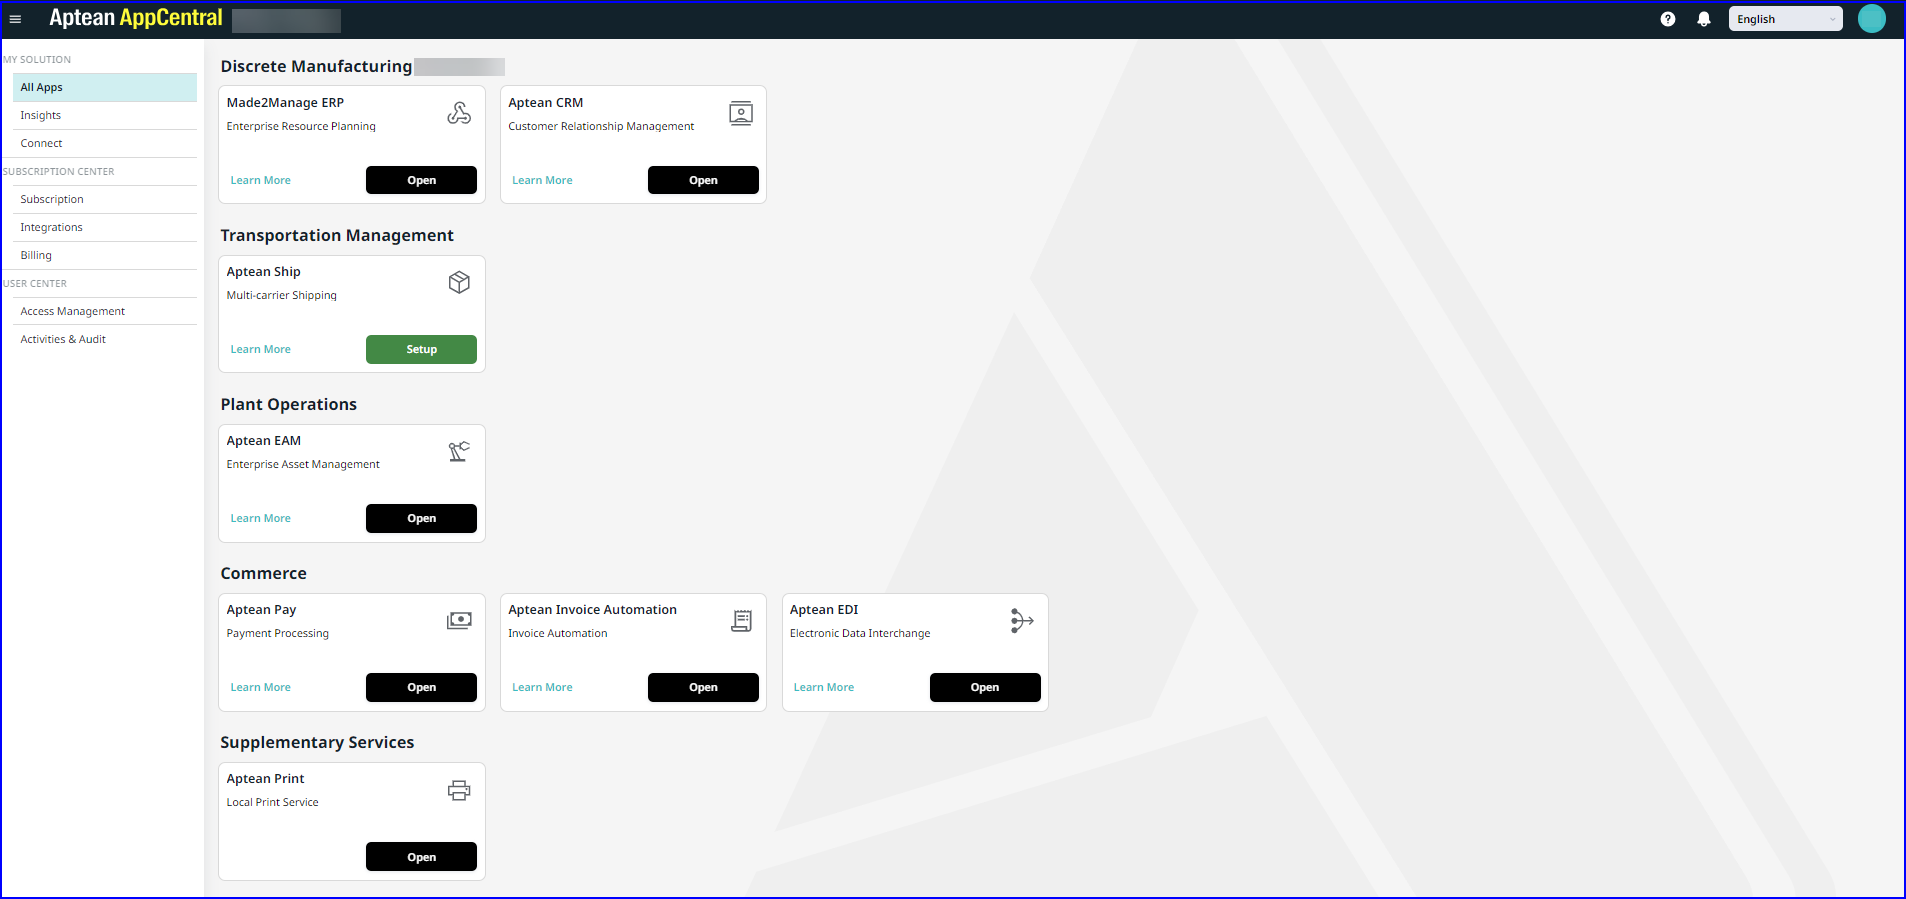 Aptean AppCentral
English
MY SOLUTION
All Apps
Insights
Connect
SUBSCRIPTION CENTER
Subscription
Integrations
Billing
USER CENTER
Access Management
Activities & Audit
Discrete Manufacturing
Made2Manage ERP
Enterprise Resource Planning
Learn More
Open
Aptean CRM
Customer Relationship Management
Learn More
Open
Transportation Management
Aptean Ship
Multi-carrier Shipping
Learn More
Setup
Plant Operations
Aptean EAM
Enterprise Asset Management
Learn More
Open
Commerce
Aptean Pay
Payment Processing
Learn More
Open
Aptean Invoice Automation
Invoice Automation
Learn More
Open
Aptean EDI
Electronic Data Interchange
Learn More
Open
Supplementary Services
Aptean Print
Local Print Service
Open